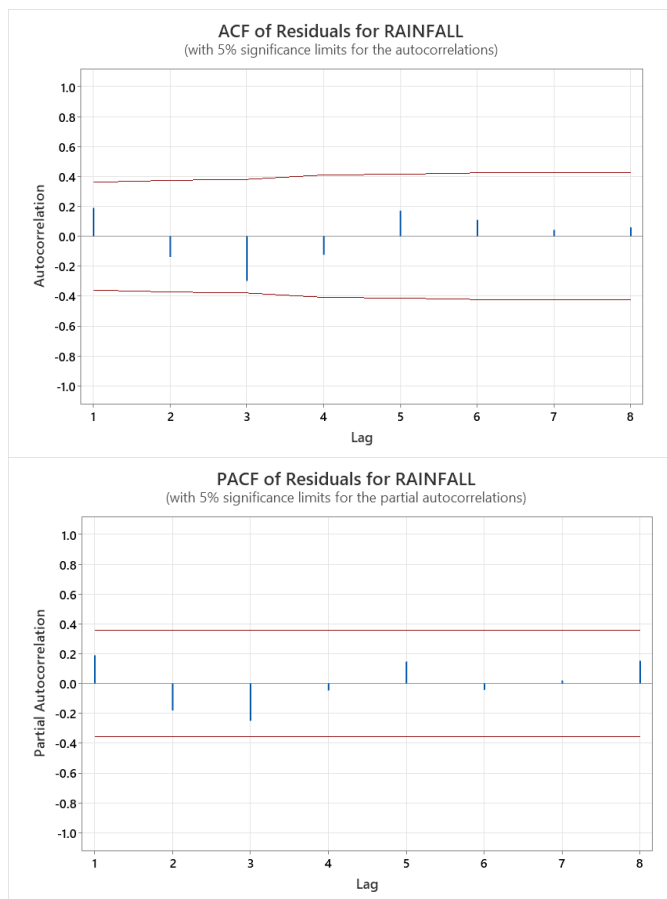 ACF of Residuals for RAINFALL
(with 5% significance limits for the autocorrelations)
Autocorrelation
1.0
0.8
0.6
0.4
0.2
0.0
-0.2
-0.4
-0.6
-0.8
-1.0
1 2 3 4 5 6 7 8
Lag
PACF of Residuals for RAINFALL
(with 5% significance limits for the partial autocorrelations)
Partial Autocorrelation
1.0
0.8
0.6
0.4
0.2
0.0
-0.2
-0.4
-0.6
-0.8
-1.0
1 2 3 4 5 6 7 8
Lag